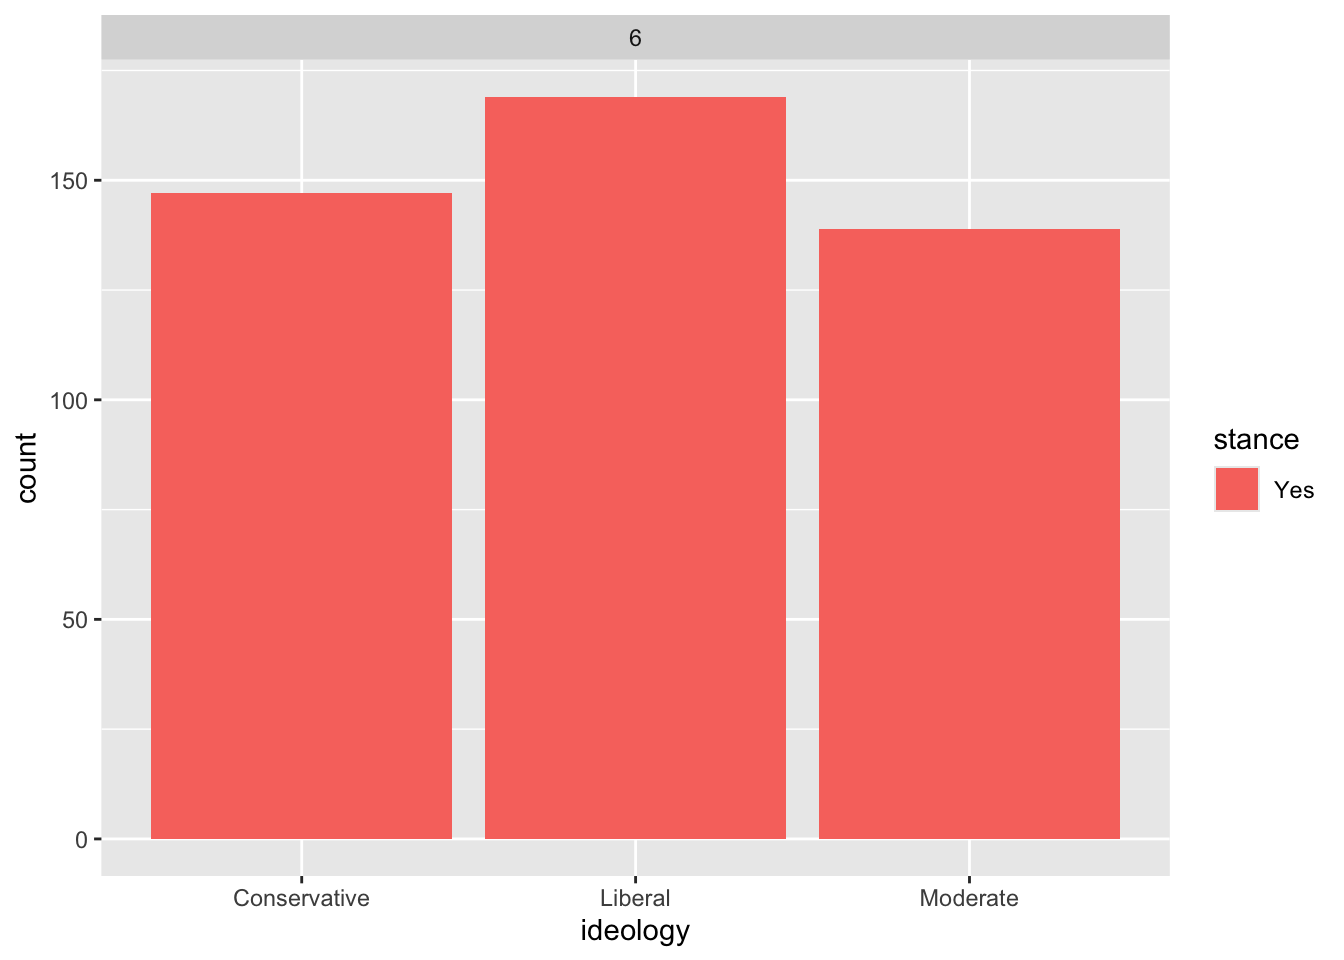 6
150
100
50
0
count
Conservative
Liberal
Moderate
ideology
stance
Yes